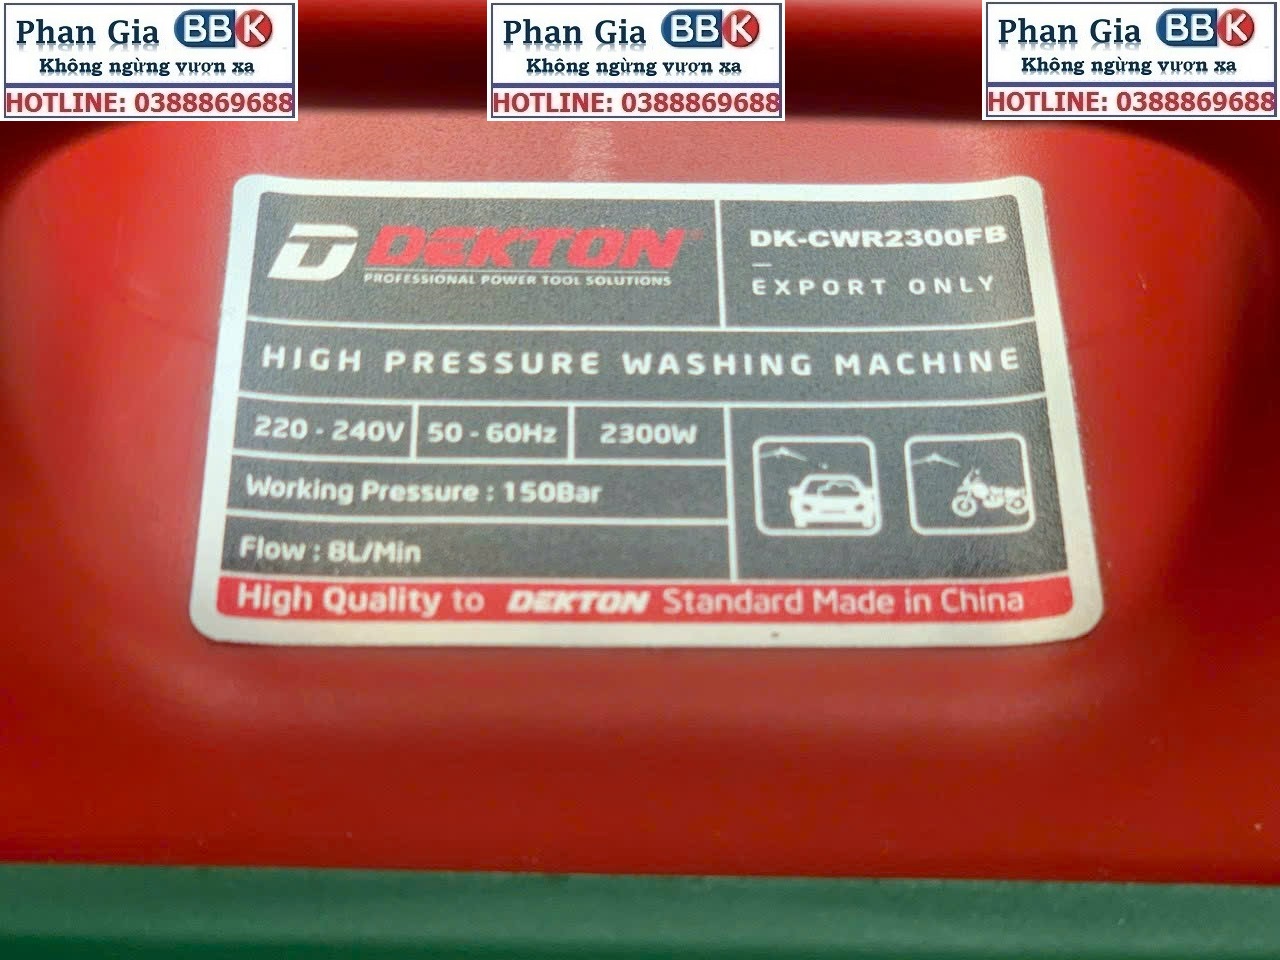 Phan Gia BBK
Không ngừng vươn xa
HOTLINE: 0388869688
Phan Gia BBK
Không ngừng vươn xa
HOTLINE: 0388869688
Phan Gia BBK
Không ngừng vươn xa
HOTLINE: 0388869688
DEKTON®
PROFESSIONAL POWER TOOL SOLUTIONS
DK-CWR2300FB
EXPORT ONLY
HIGH PRESSURE WASHING MACHINE
220 - 240V 50 - 60Hz 2300W
Working Pressure : 150Bar
Flow : 8L/Min
High Quality to DEKTON Standard Made in China